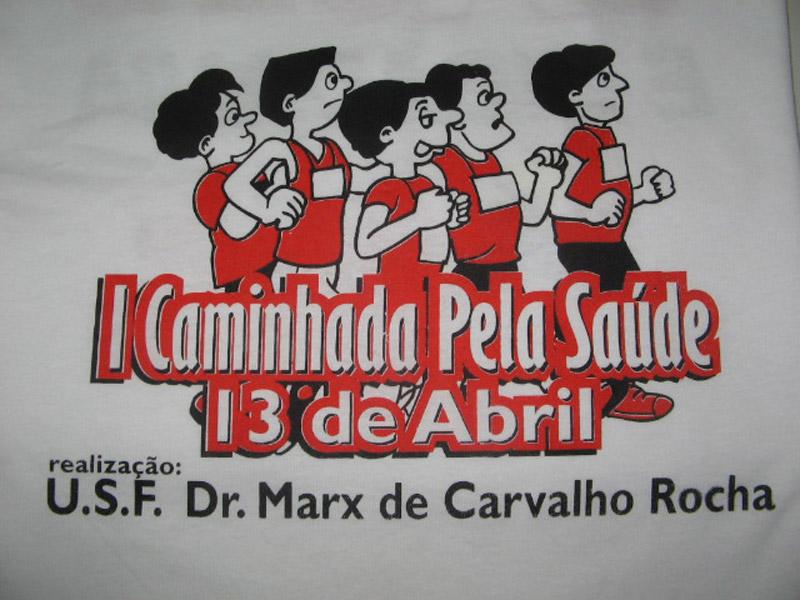 I Caminhada Pela Saúde
13 de Abril
realização:
U.S.F. Dr. Marx de Carvalho Rocha